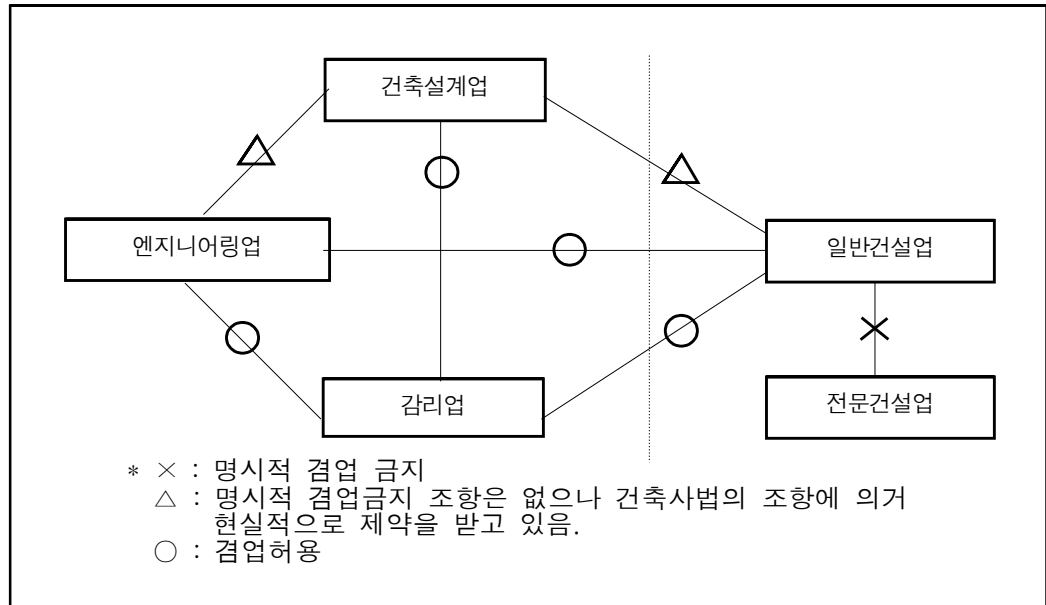 건축설계업
엔지니어링업
일반건설업
감리업
전문건설업
* × : 명시적 겸업 금지
△ : 명시적 겸업금지 조항은 없으나 건축사법의 조항에 의거
현실적으로 제약을 받고 있음.
○ : 겸업허용